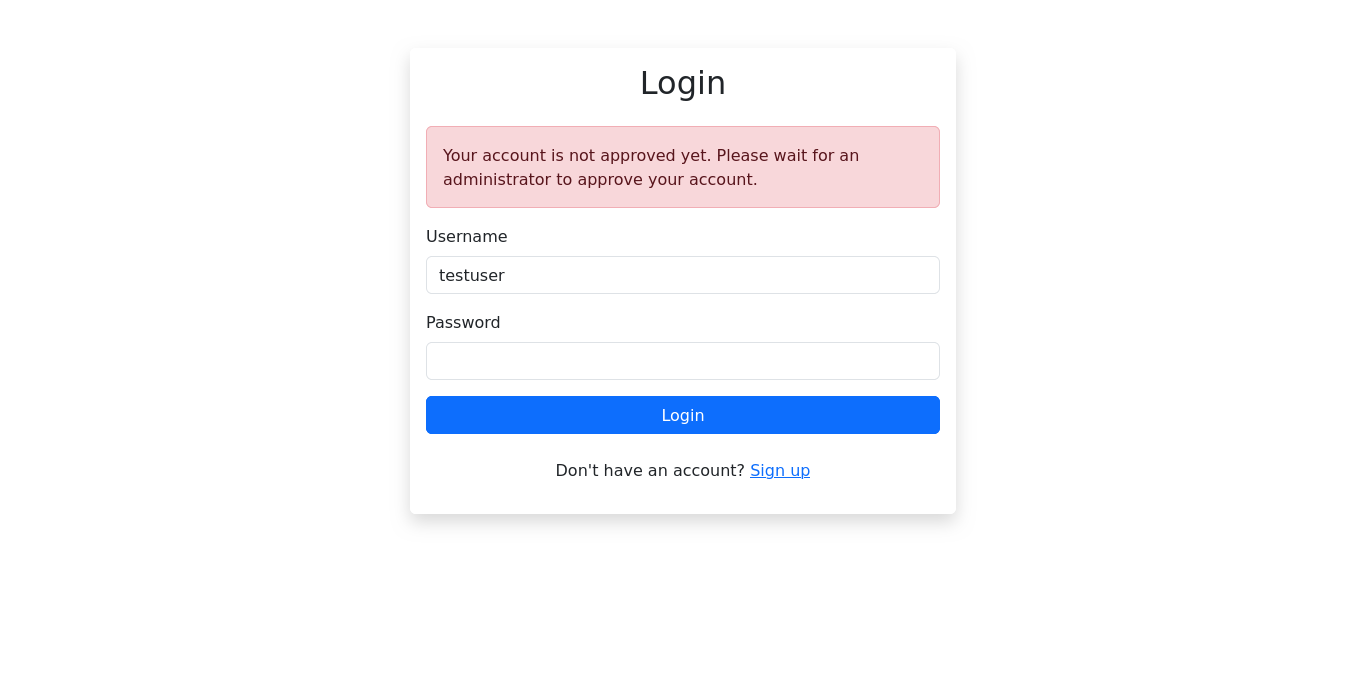 Login
Your account is not approved yet. Please wait for an
administrator to approve your account.
Username
testuser
Password
Login
Don't have an account? Sign up